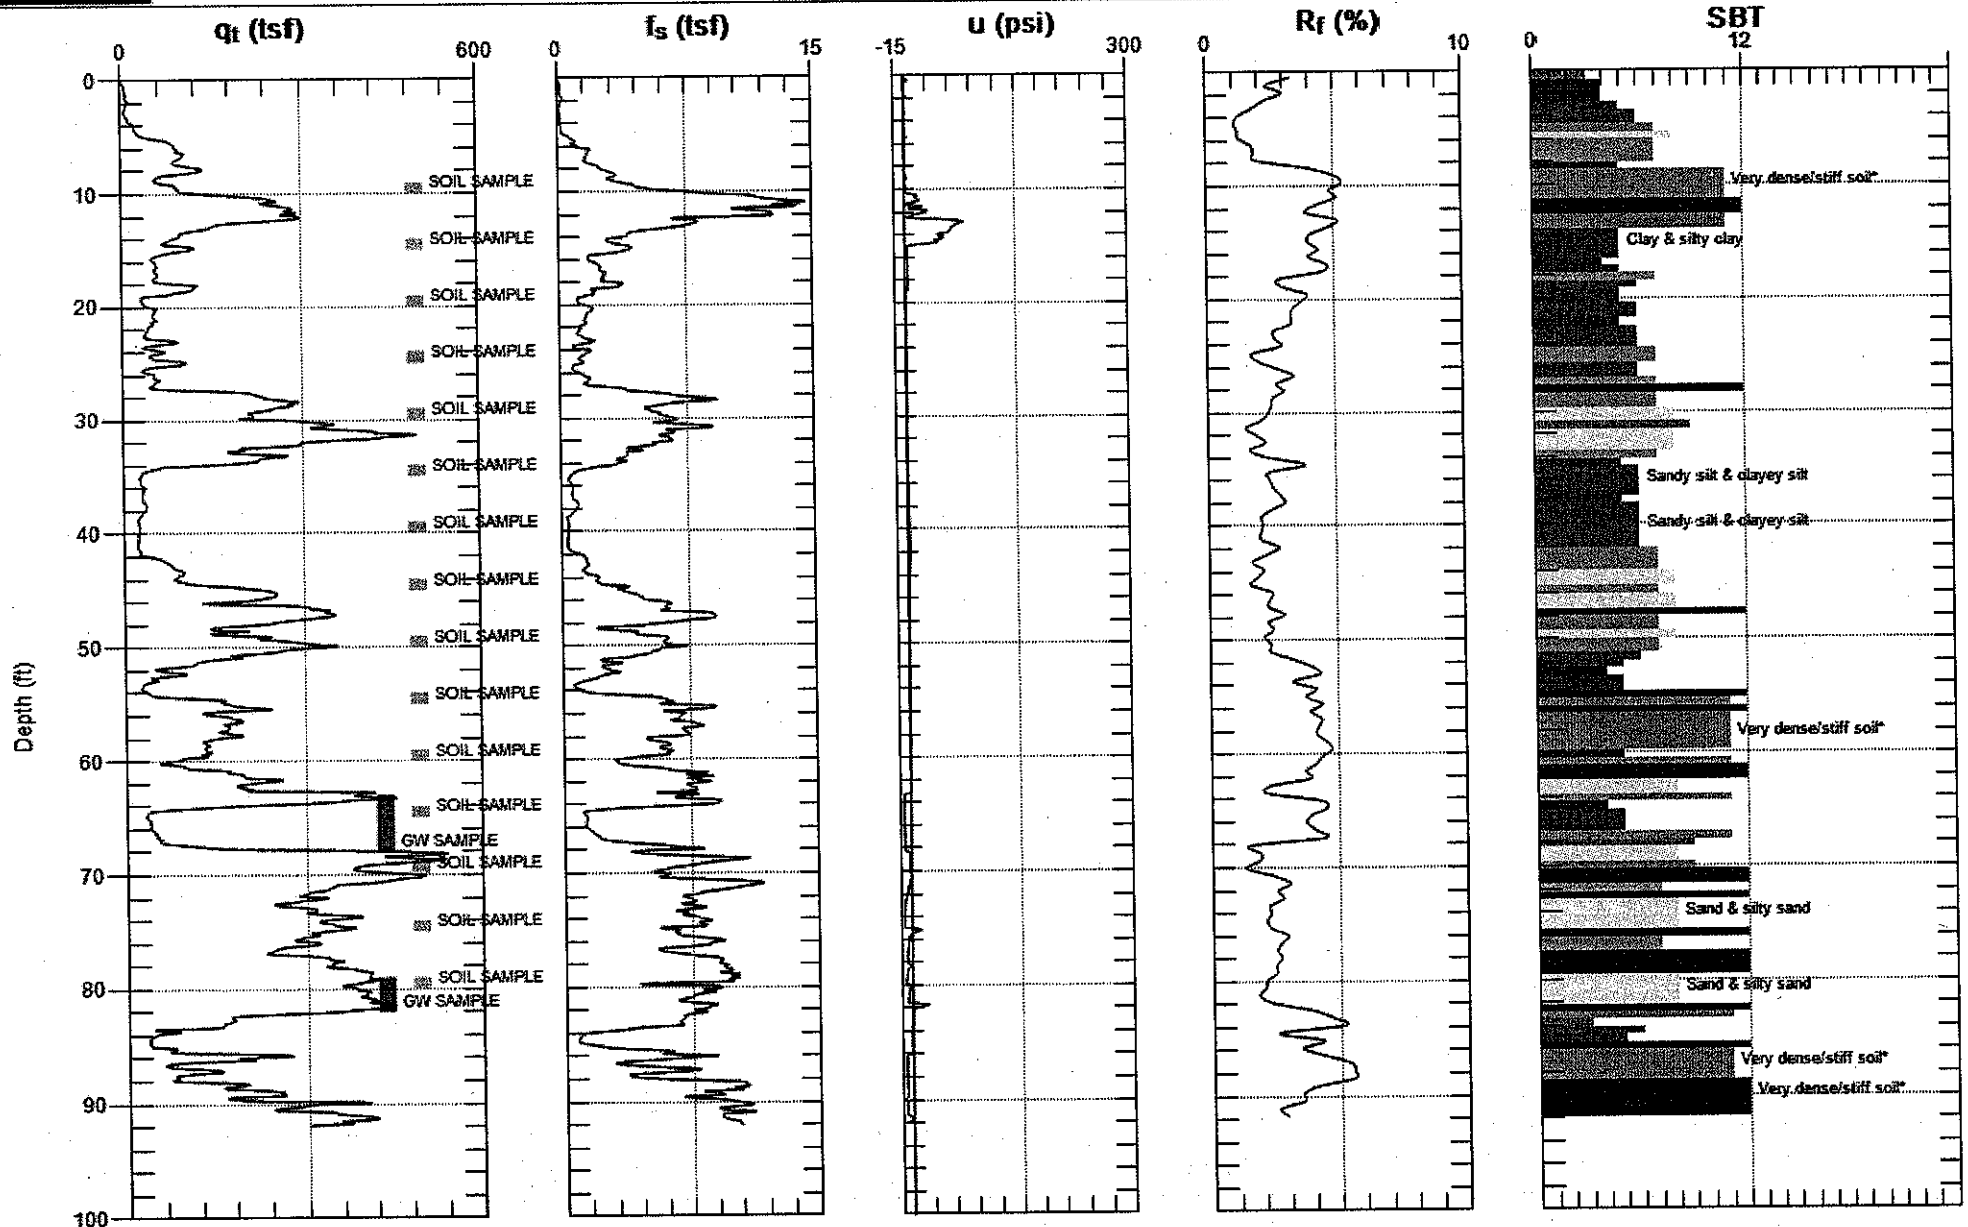 qt (tsf)
fs (tsf)
u (psi)
Rf (%)
SBT
0
600
0
15
-15
300
0
10
0
12
Depth (ft)
0
10
20
30
40
50
60
70
80
90
100
SOIL SAMPLE
SOIL SAMPLE
SOIL SAMPLE
SOIL SAMPLE
SOIL SAMPLE
SOIL SAMPLE
SOIL SAMPLE
SOIL SAMPLE
SOIL SAMPLE
SOIL SAMPLE
SOIL SAMPLE
SOIL SAMPLE
GW SAMPLE
SOIL SAMPLE
SOIL SAMPLE
SOIL SAMPLE
GW SAMPLE
Very dense/stiff soil*
Clay & silty clay
Sandy silt & clayey silt
Sandy silt & clayey silt
Very dense/stiff soil*
Sand & silty sand
Sand & silty sand
Very dense/stiff soil*
Very dense/stiff soil*